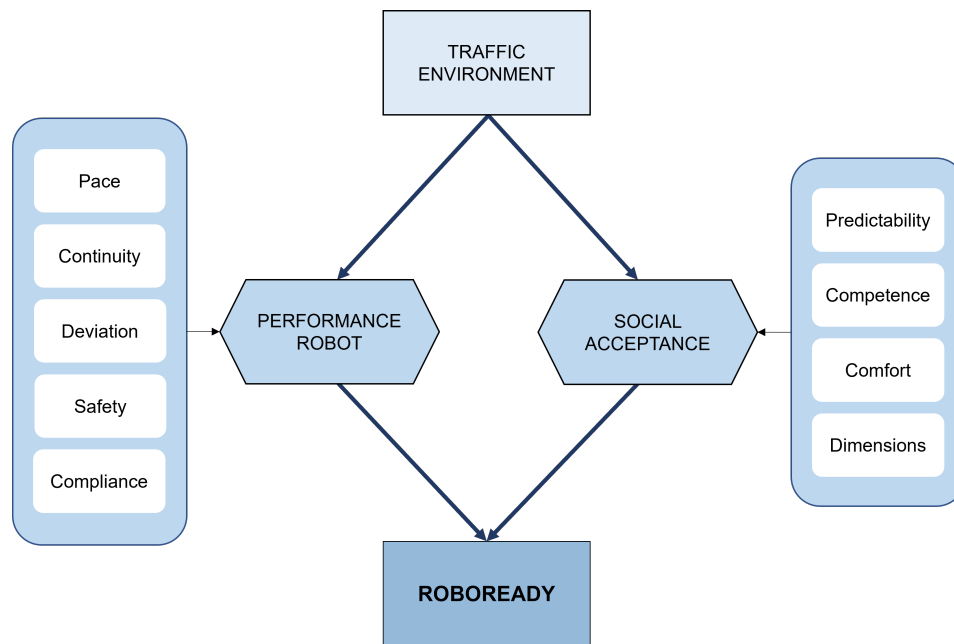 TRAFFIC
ENVIRONMENT
Pace
Continuity
Deviation
Safety
Compliance
PERFORMANCE
ROBOT
SOCIAL
ACCEPTANCE
Predictability
Competence
Comfort
Dimensions
ROBOREADY